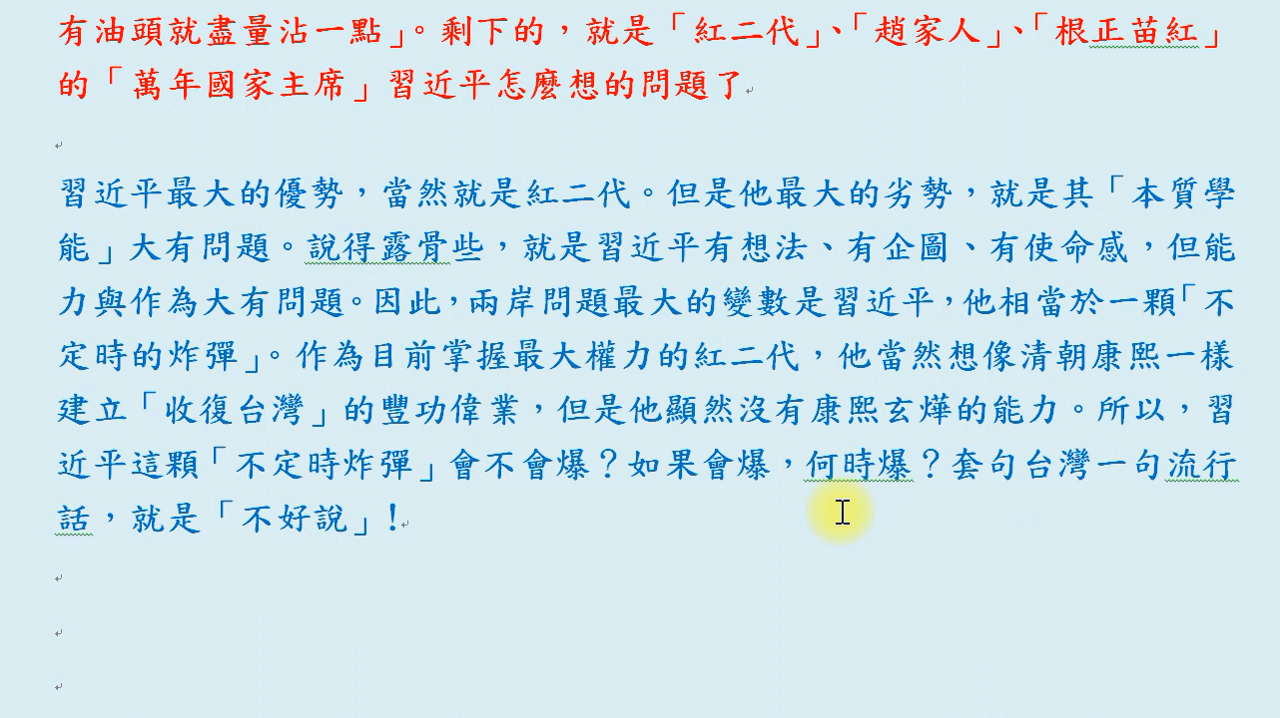 有油頭就盡量沾一點」。剩下的，就是「紅二代」、「趙家人」、「根正苗紅」
的「萬年國家主席」習近平怎麼想的問題了
習近平最大的優勢，當然就是紅二代。但是他最大的劣勢，就是其「本質學
能」大有問題。說得露骨些，就是習近平有想法、有企圖、有使命感，但能
力與作為大有問題。因此，兩岸問題最大的變數是習近平，他相當於一顆「不
定時的炸彈」。作為目前掌握最大權力的紅二代，他當然想像清朝康熙一樣
建立「收復台灣」的豐功偉業，但是他顯然沒有康熙玄燁的能力。所以，習
近平這顆「不定時炸彈」會不會爆？如果會爆，何時爆？套句台灣一句流行
話，就是「不好說」！